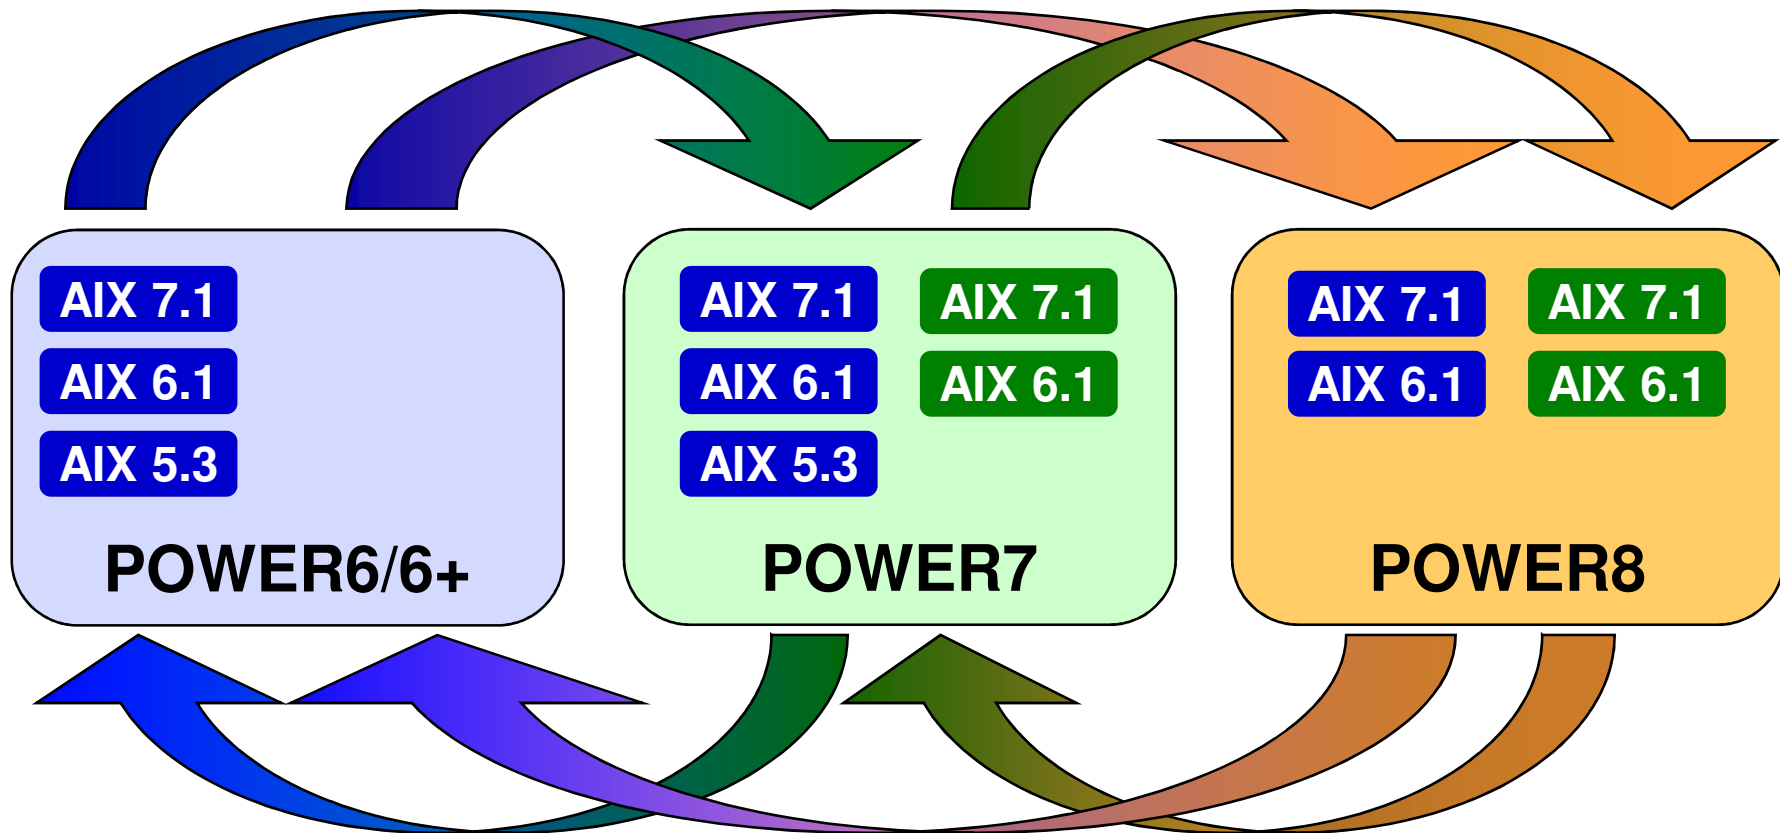 AIX 7.1
AIX 6.1
AIX 5.3
POWER6/6+
AIX 7.1 AIX 7.1
AIX 6.1 AIX 6.1
AIX 5.3
POWER7
AIX 7.1 AIX 7.1
AIX 6.1 AIX 6.1
POWER8